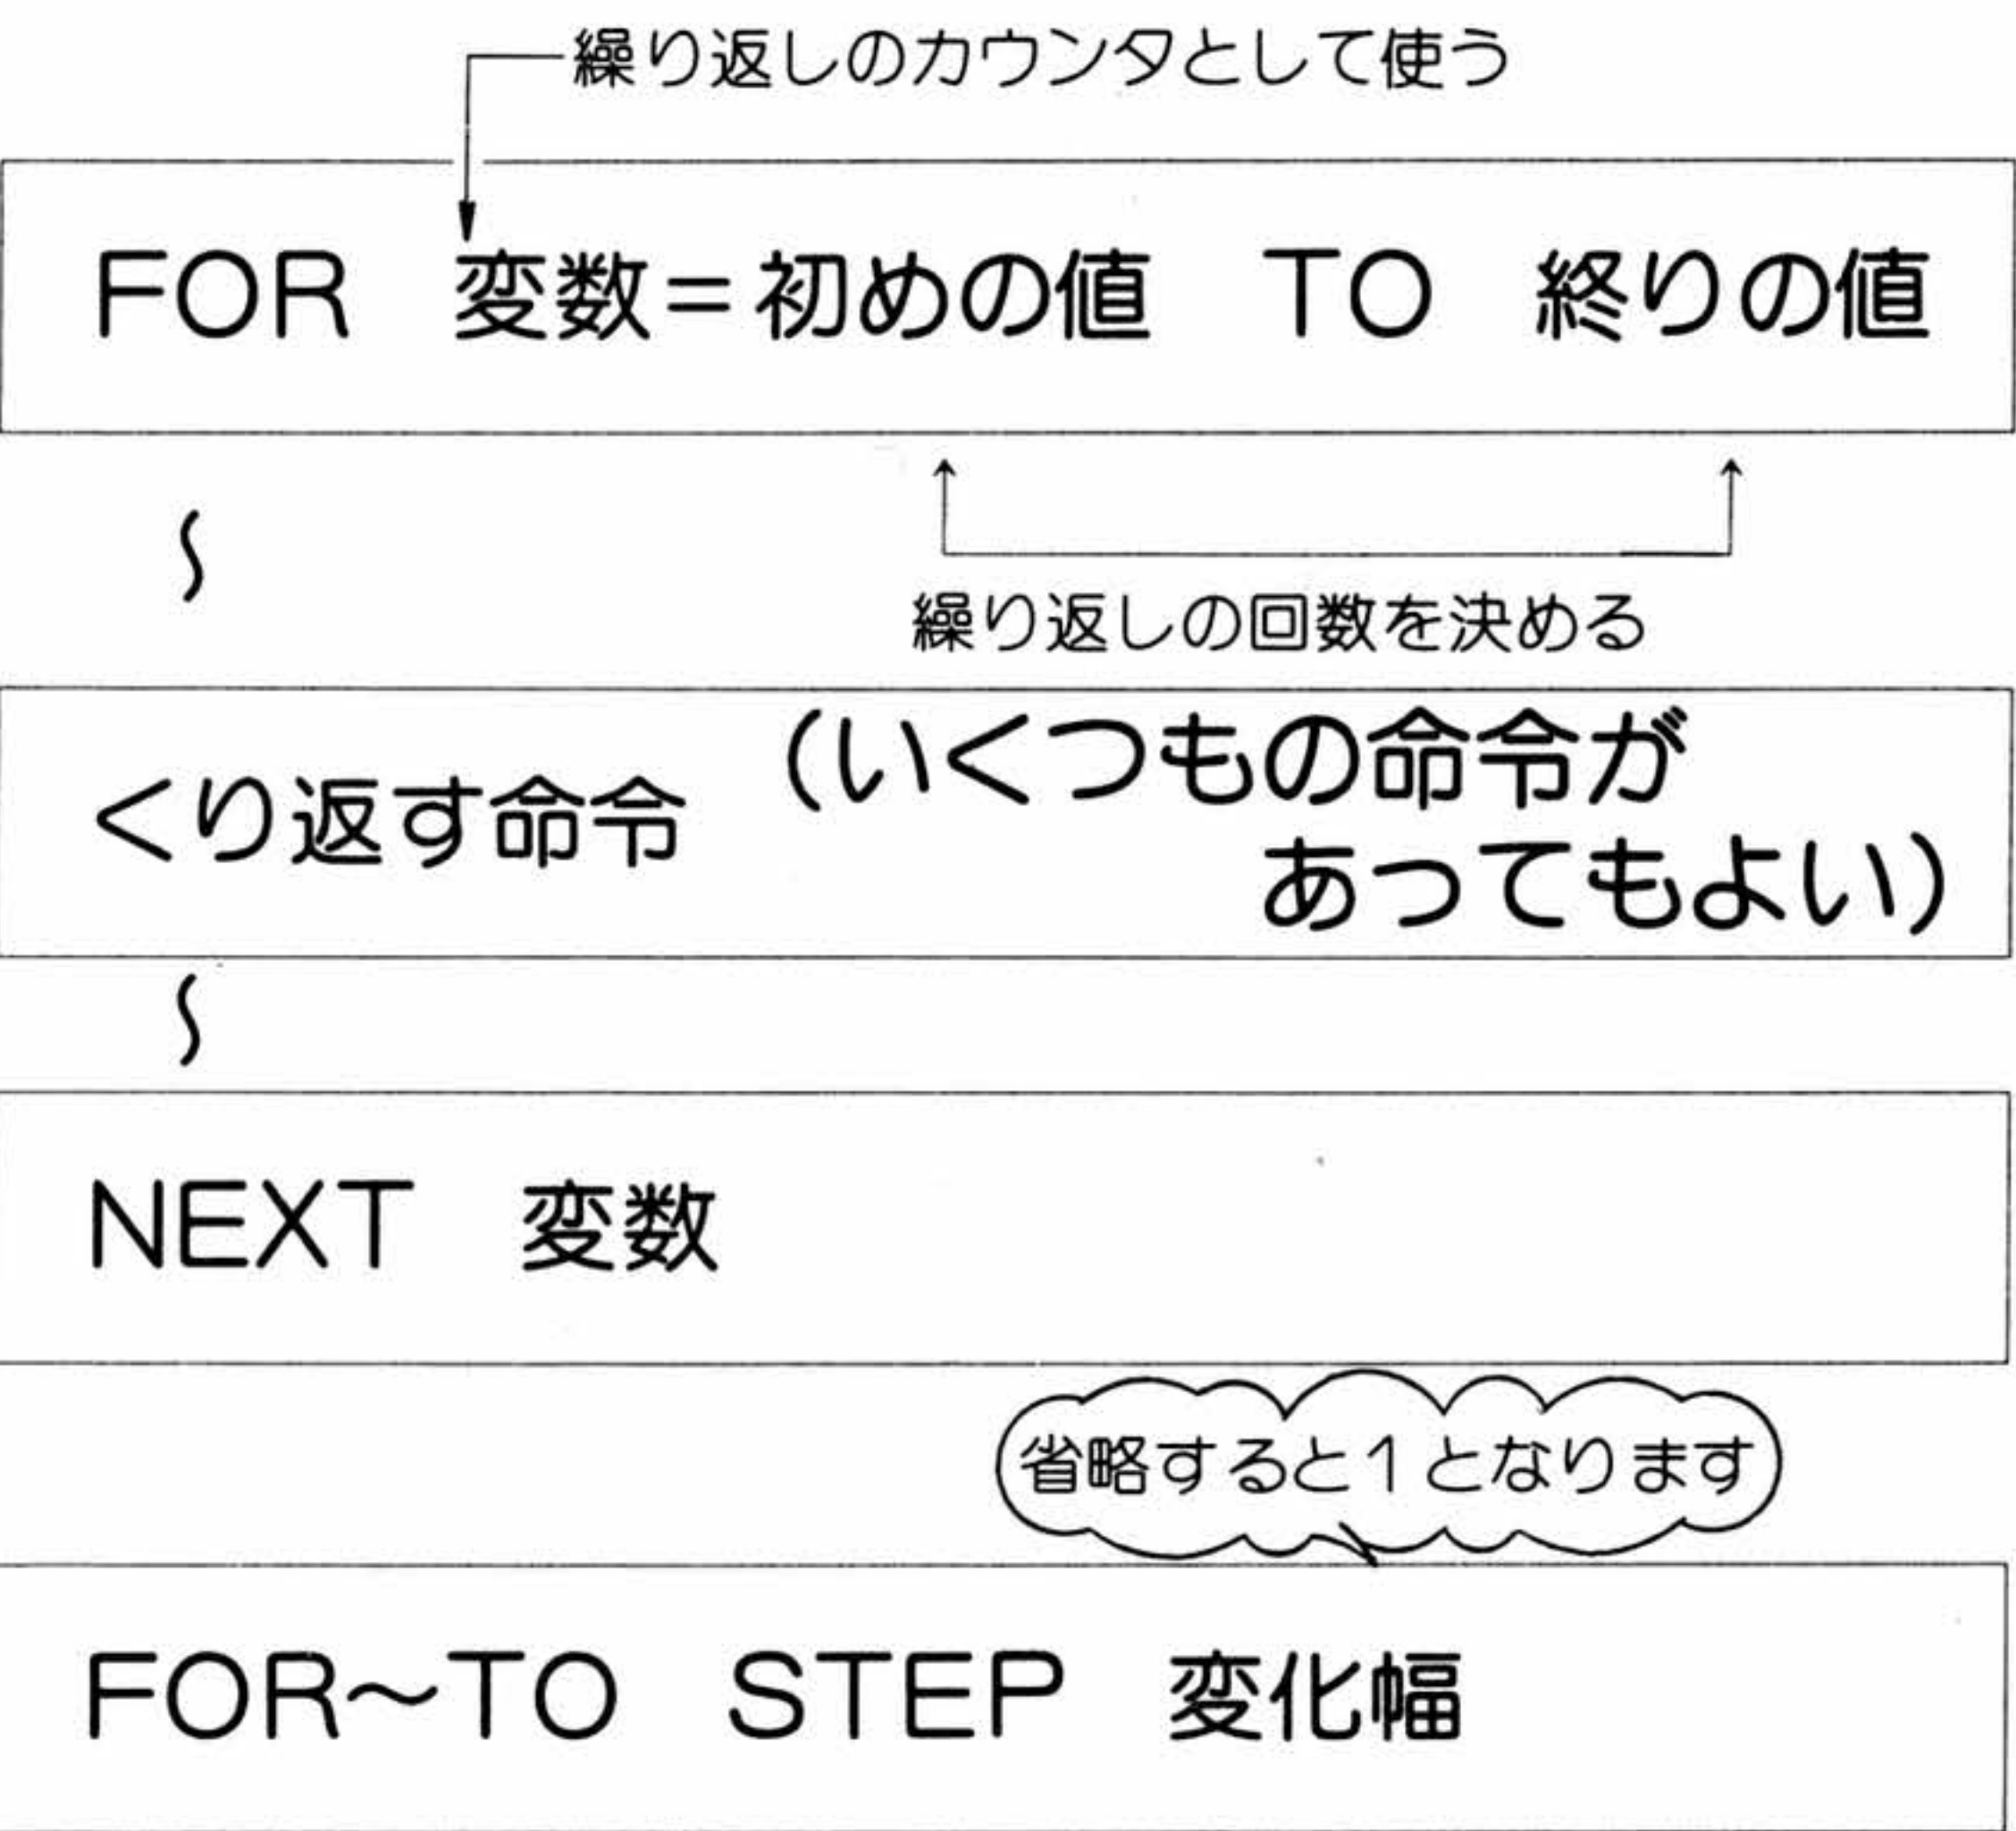 繰り返しのカウンタとして使う
FOR 変数=初めの値 TO 終りの値
〜
繰り返しの回数を決める
くり返す命令 (いくつもの命令が
あってもよい)
〜
NEXT 変数
省略すると1となります
FOR〜TO STEP 変化幅